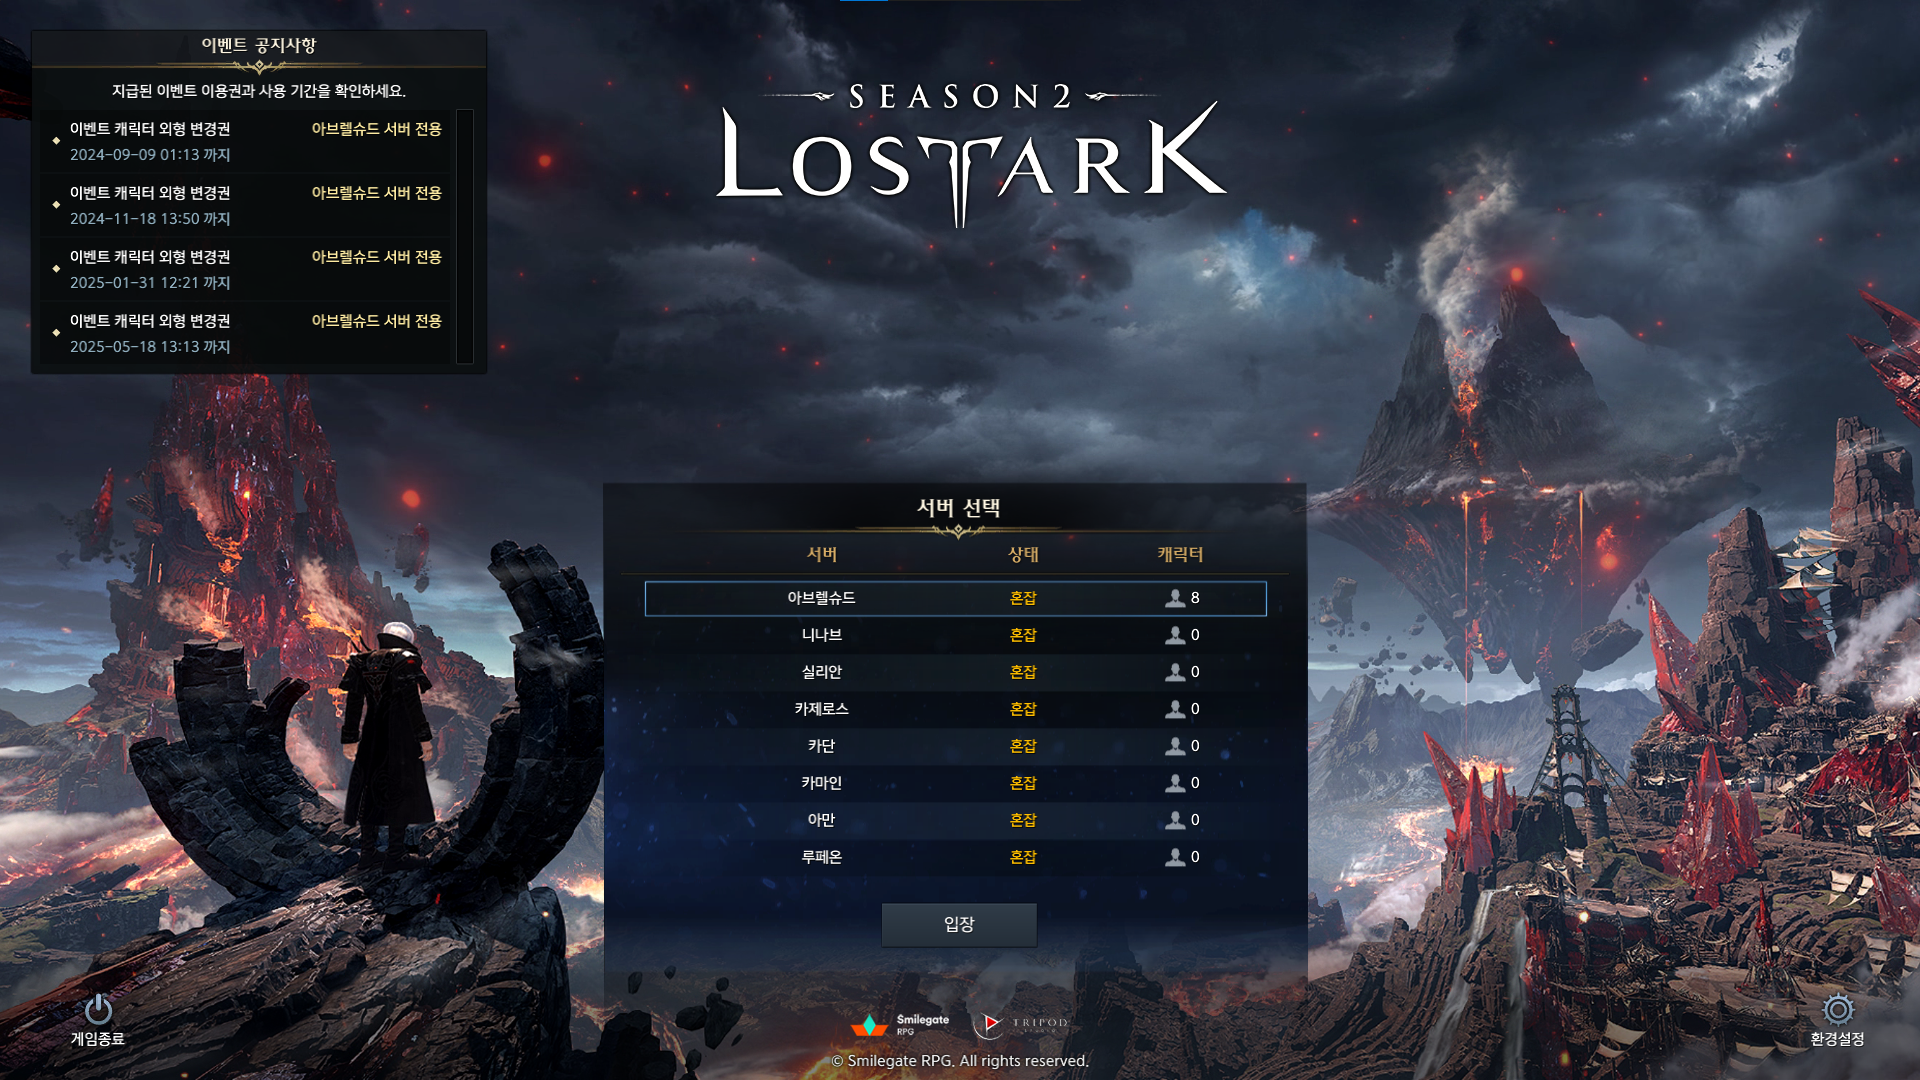 이벤트 공지사항
지급된 이벤트 이용권과 사용 기간을 확인하세요.
이벤트 캐릭터 외형 변경권 아브렐슈드 서버 전용
2024-09-09 01:13 까지
이벤트 캐릭터 외형 변경권 아브렐슈드 서버 전용
2024-11-18 13:50 까지
이벤트 캐릭터 외형 변경권 아브렐슈드 서버 전용
2025-01-31 12:21 까지
이벤트 캐릭터 외형 변경권 아브렐슈드 서버 전용
2025-05-18 13:13 까지
SEASON 2
LOST ARK
서버 선택
서버 상태 캐릭터
아브렐슈드 혼잡 8
니나브 혼잡 0
실리안 혼잡 0
카제로스 혼잡 0
카단 혼잡 0
카마인 혼잡 0
아만 혼잡 0
루페온 혼잡 0
입장
게임종료
환경설정
Smilegate
RPG
TRIPOD
© Smilegate RPG. All rights reserved.